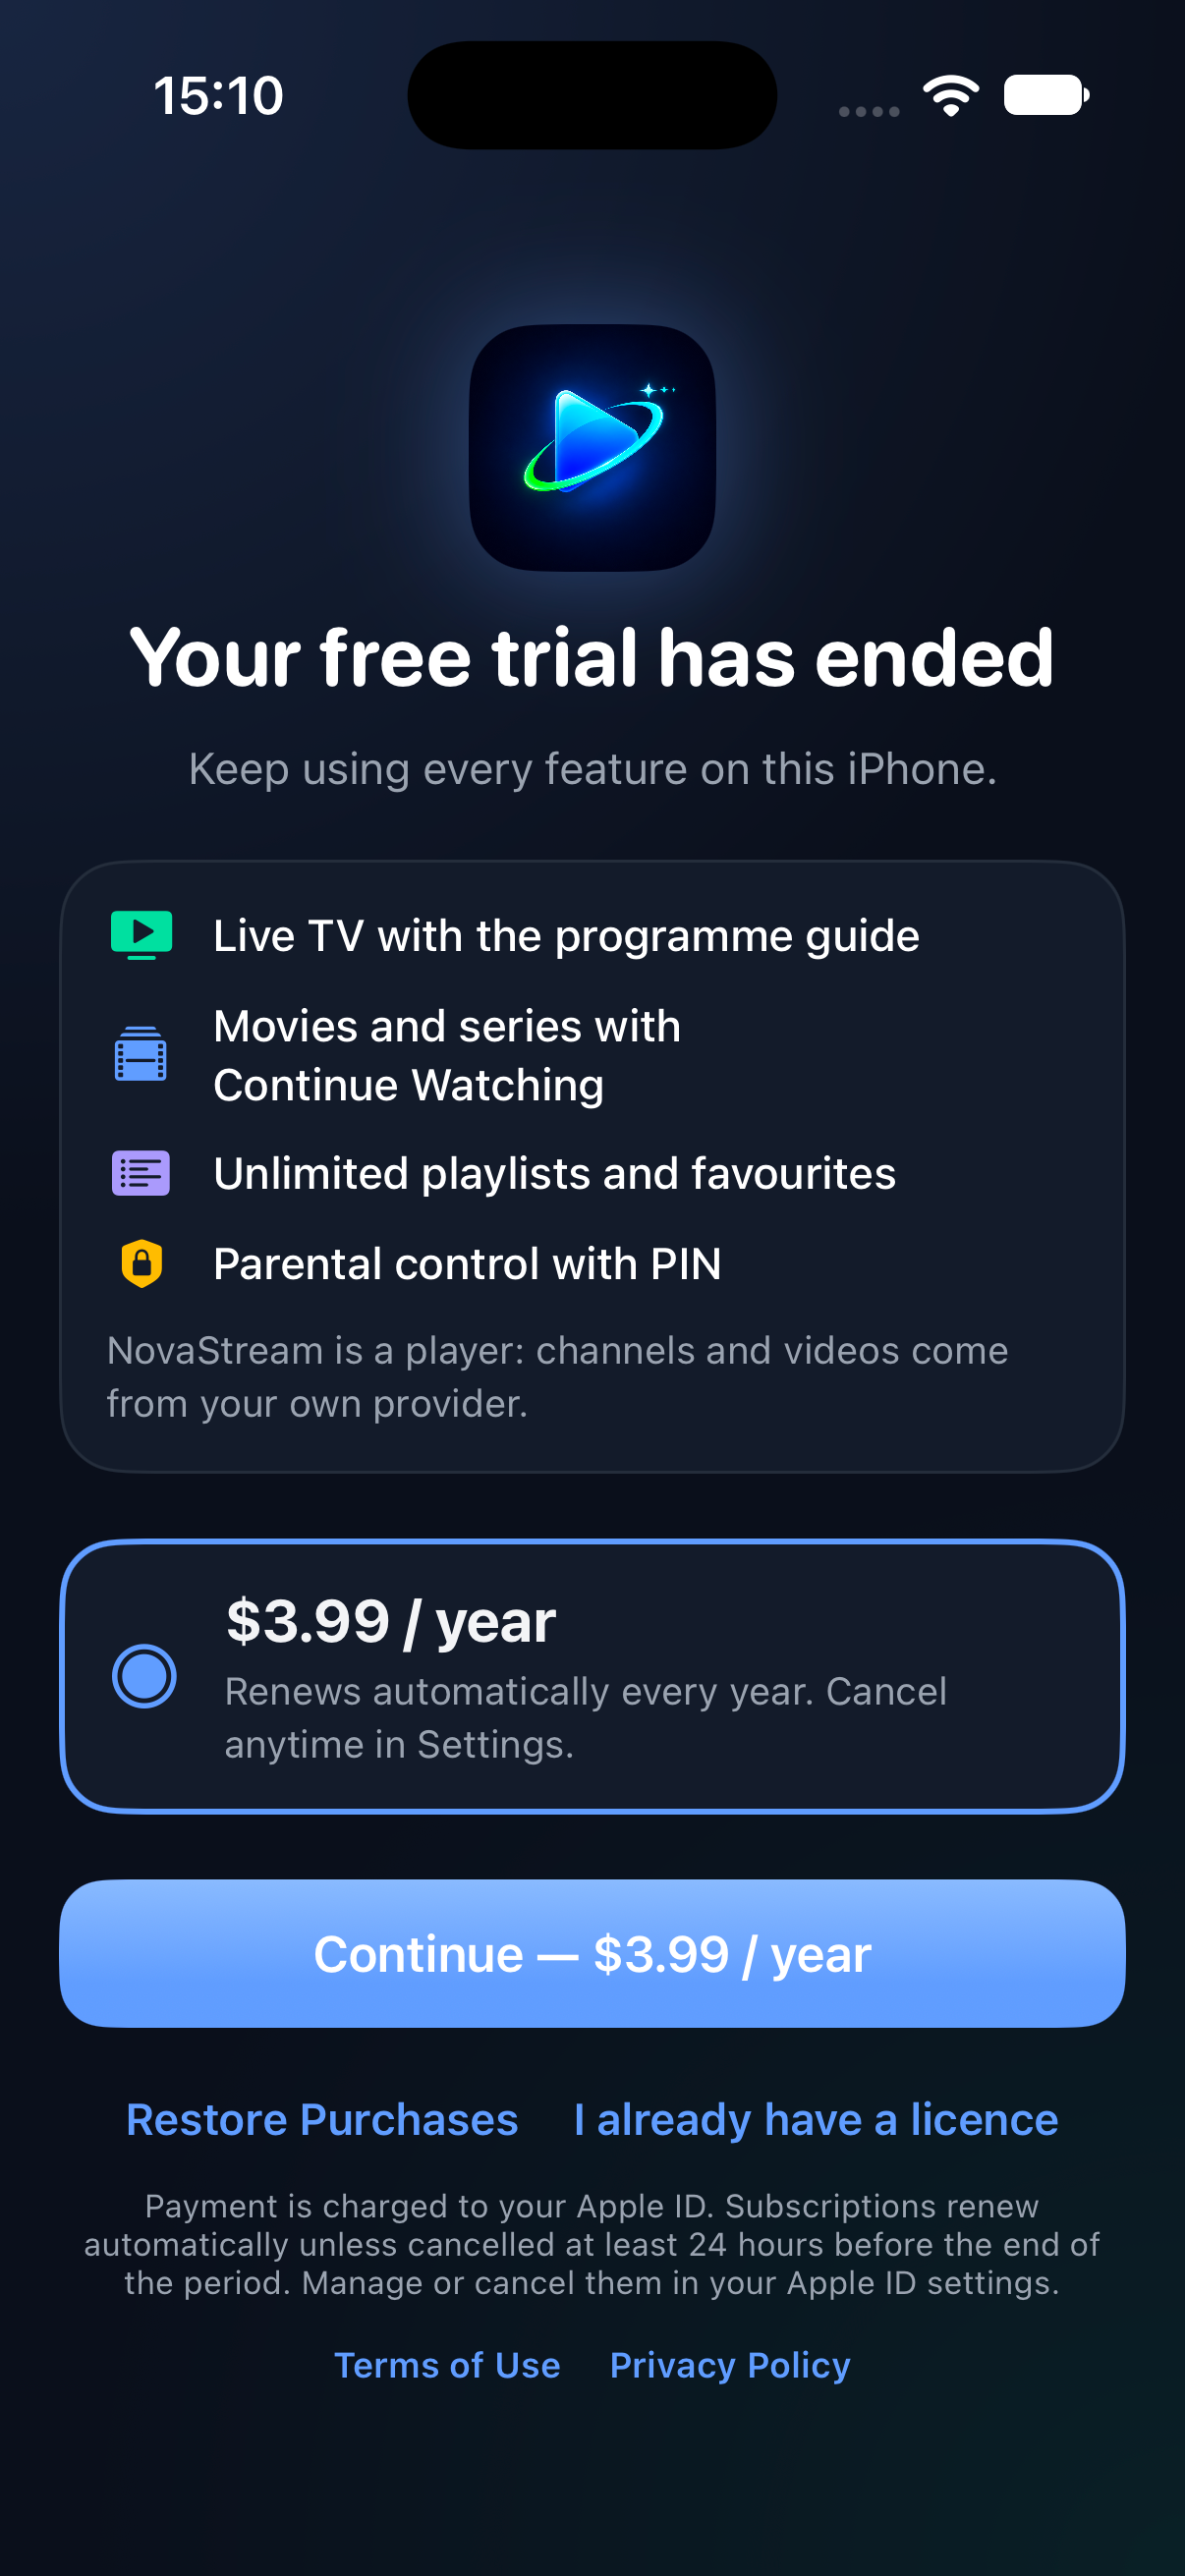 15:10
Your free trial has ended
Keep using every feature on this iPhone.
Live TV with the programme guide
Movies and series with
Continue Watching
Unlimited playlists and favourites
Parental control with PIN
NovaStream is a player: channels and videos come
from your own provider.
$3.99 / year
Renews automatically every year. Cancel
anytime in Settings.
Continue — $3.99 / year
Restore Purchases I already have a licence
Payment is charged to your Apple ID. Subscriptions renew
automatically unless cancelled at least 24 hours before the end of
the period. Manage or cancel them in your Apple ID settings.
Terms of Use Privacy Policy